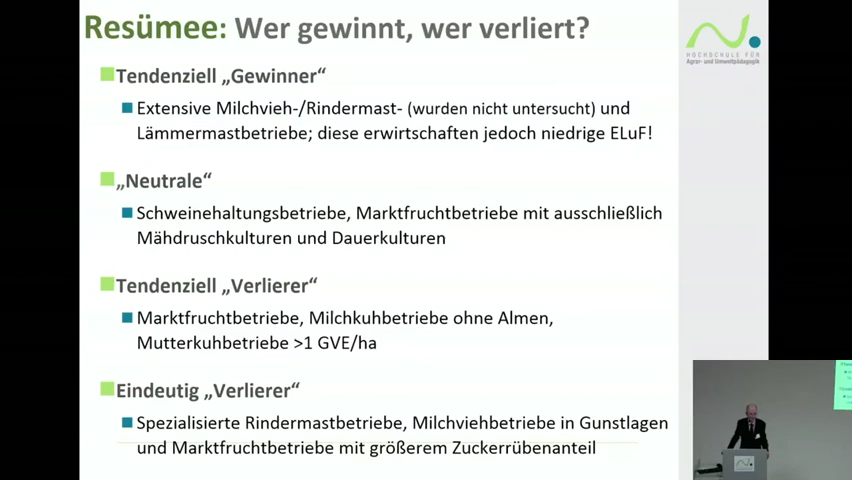 Resümee: Wer gewinnt, wer verliert?
HOCHSCHULE FÜR
Agrar- und Umweltpädagogik
Tendenziell „Gewinner“
Extensive Milchvieh-/Rindermast- (wurden nicht untersucht) und
Lämmermastbetriebe; diese erwirtschaften jedoch niedrige ELuF!
„Neutrale“
Schweinehaltungsbetriebe, Marktfruchtbetriebe mit ausschließlich
Mähdruschkulturen und Dauerkulturen
Tendenziell „Verlierer“
Marktfruchtbetriebe, Milchkuhbetriebe ohne Almen,
Mutterkuhbetriebe >1 GVE/ha
Eindeutig „Verlierer“
Spezialisierte Rindermastbetriebe, Milchviehbetriebe in Gunstlagen
und Marktfruchtbetriebe mit größerem Zuckerrübenanteil